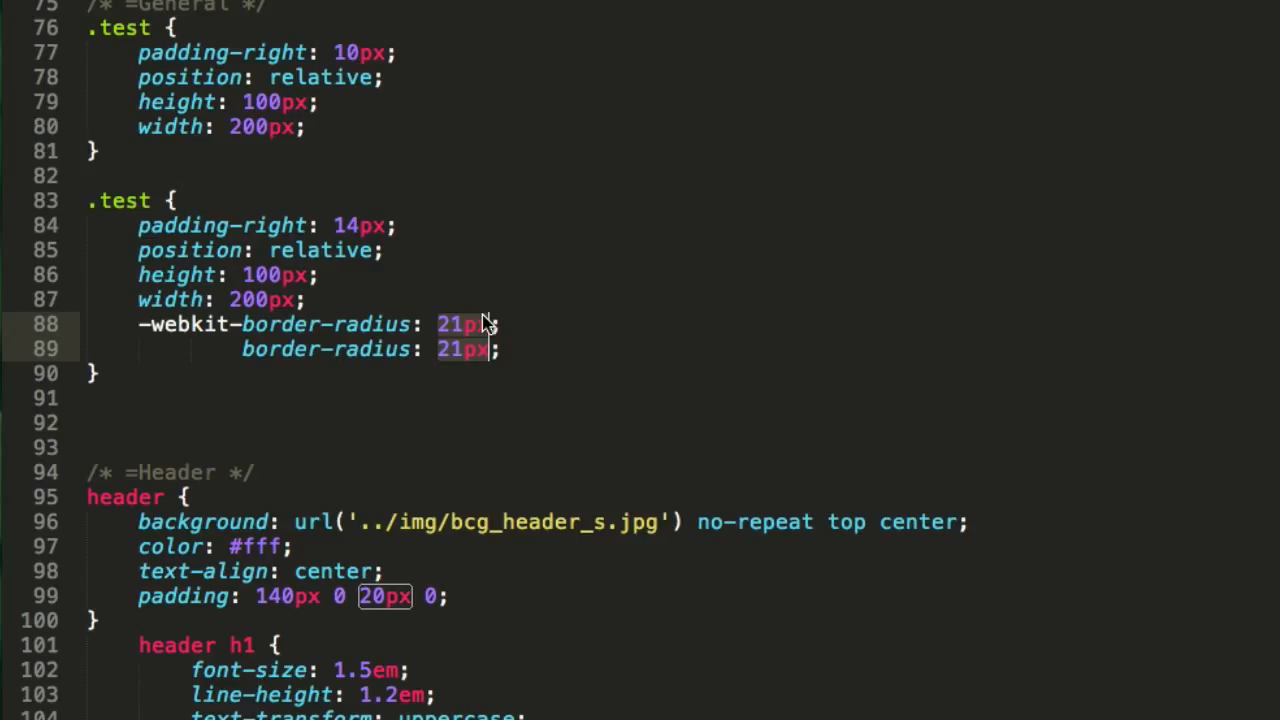 75 /* =General */
76 .test {
77 padding-right: 10px;
78 position: relative;
79 height: 100px;
80 width: 200px;
81 }
82
83 .test {
84 padding-right: 14px;
85 position: relative;
86 height: 100px;
87 width: 200px;
88 -webkit-border-radius: 21px;
89 border-radius: 21px;
90 }
91
92
93
94 /* =Header */
95 header {
96 background: url('../img/bcg_header_s.jpg') no-repeat top center;
97 color: #fff;
98 text-align: center;
99 padding: 140px 0 20px 0;
100 }
101 header h1 {
102 font-size: 1.5em;
103 line-height: 1.2em;
104 text-transform: uppercase;